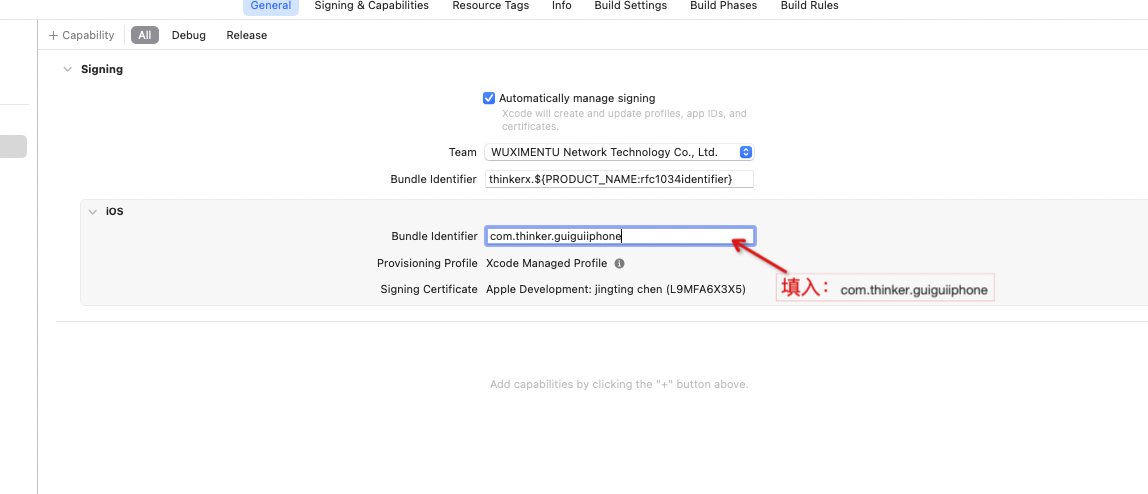 General Signing & Capabilities Resource Tags Info Build Settings Build Phases Build Rules
+ Capability All Debug Release
Signing
Automatically manage signing
Xcode will create and update profiles, app IDs, and
certificates.
Team WUXIMENTU Network Technology Co., Ltd.
Bundle Identifier thinkerx.${PRODUCT_NAME:rfc1034identifier}
iOS
Bundle Identifier com.thinker.guiguiiphone
Provisioning Profile Xcode Managed Profile
Signing Certificate Apple Development: jingting chen (L9MFA6X3X5)
填入： com.thinker.guiguiiphone
Add capabilities by clicking the "+" button above.